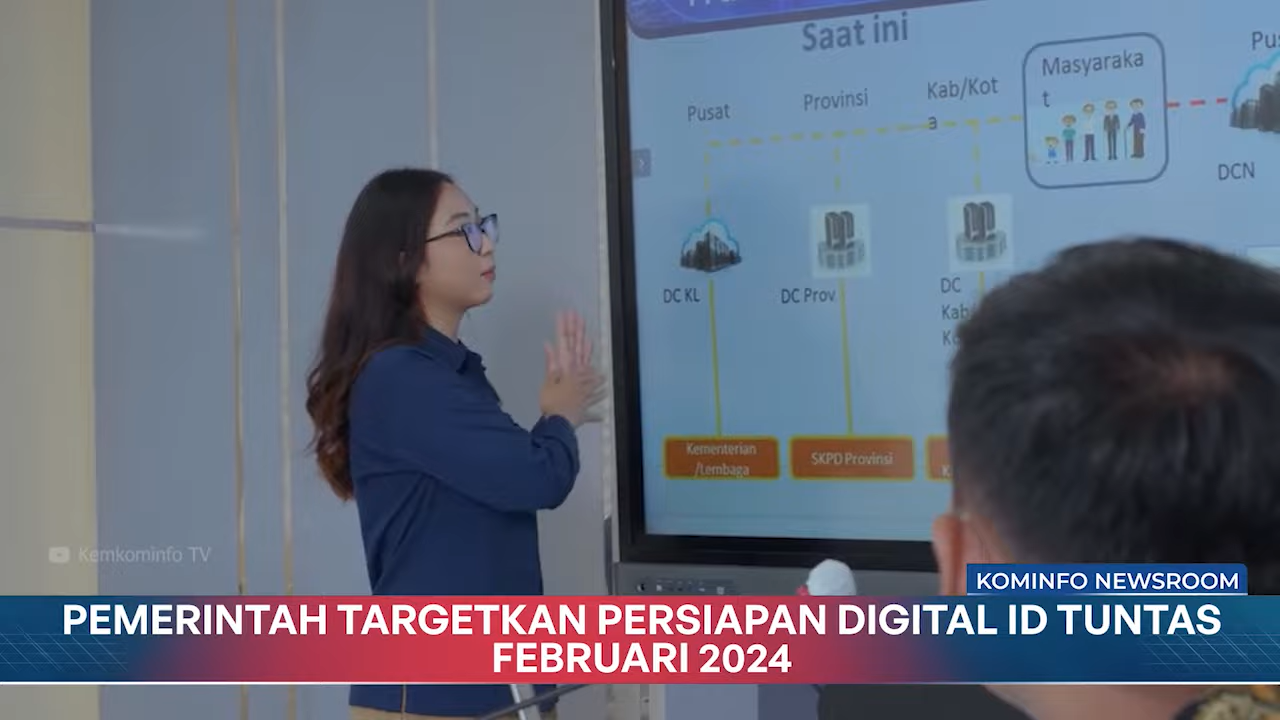 Saat ini
Pusat
Provinsi
Kab/Kot
a
Masyaraka
t
DCN
DC KL
DC Prov
DC
Kementerian
/Lembaga
SKPD Provinsi
Kemkominfo TV
KOMINFO NEWSROOM
PEMERINTAH TARGETKAN PERSIAPAN DIGITAL ID TUNTAS
FEBRUARI 2024